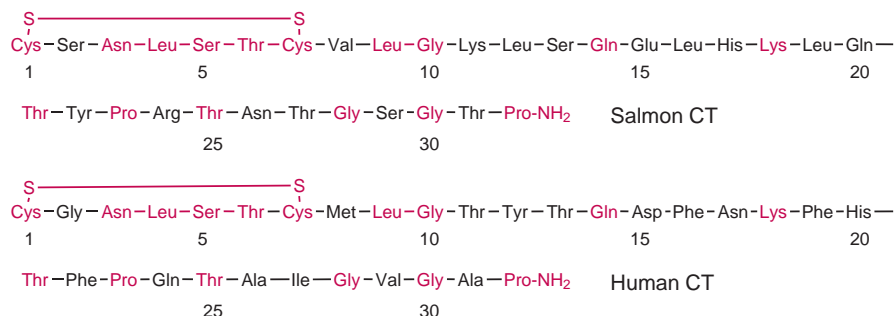 S S
Cys–Ser–Asn–Leu–Ser–Thr–Cys–Val–Leu–Gly–Lys–Leu–Ser–Gln–Glu–Leu–His–Lys–Leu–Gln–
1 5 10 15 20
Thr–Tyr–Pro–Arg–Thr–Asn–Thr–Gly–Ser–Gly–Thr–Pro-NH₂ Salmon CT
25 30
S S
Cys–Gly–Asn–Leu–Ser–Thr–Cys–Met–Leu–Gly–Thr–Tyr–Thr–Gln–Asp–Phe–Asn–Lys–Phe–His–
1 5 10 15 20
Thr–Phe–Pro–Gln–Thr–Ala–Ile–Gly–Val–Gly–Ala–Pro-NH₂ Human CT
25 30